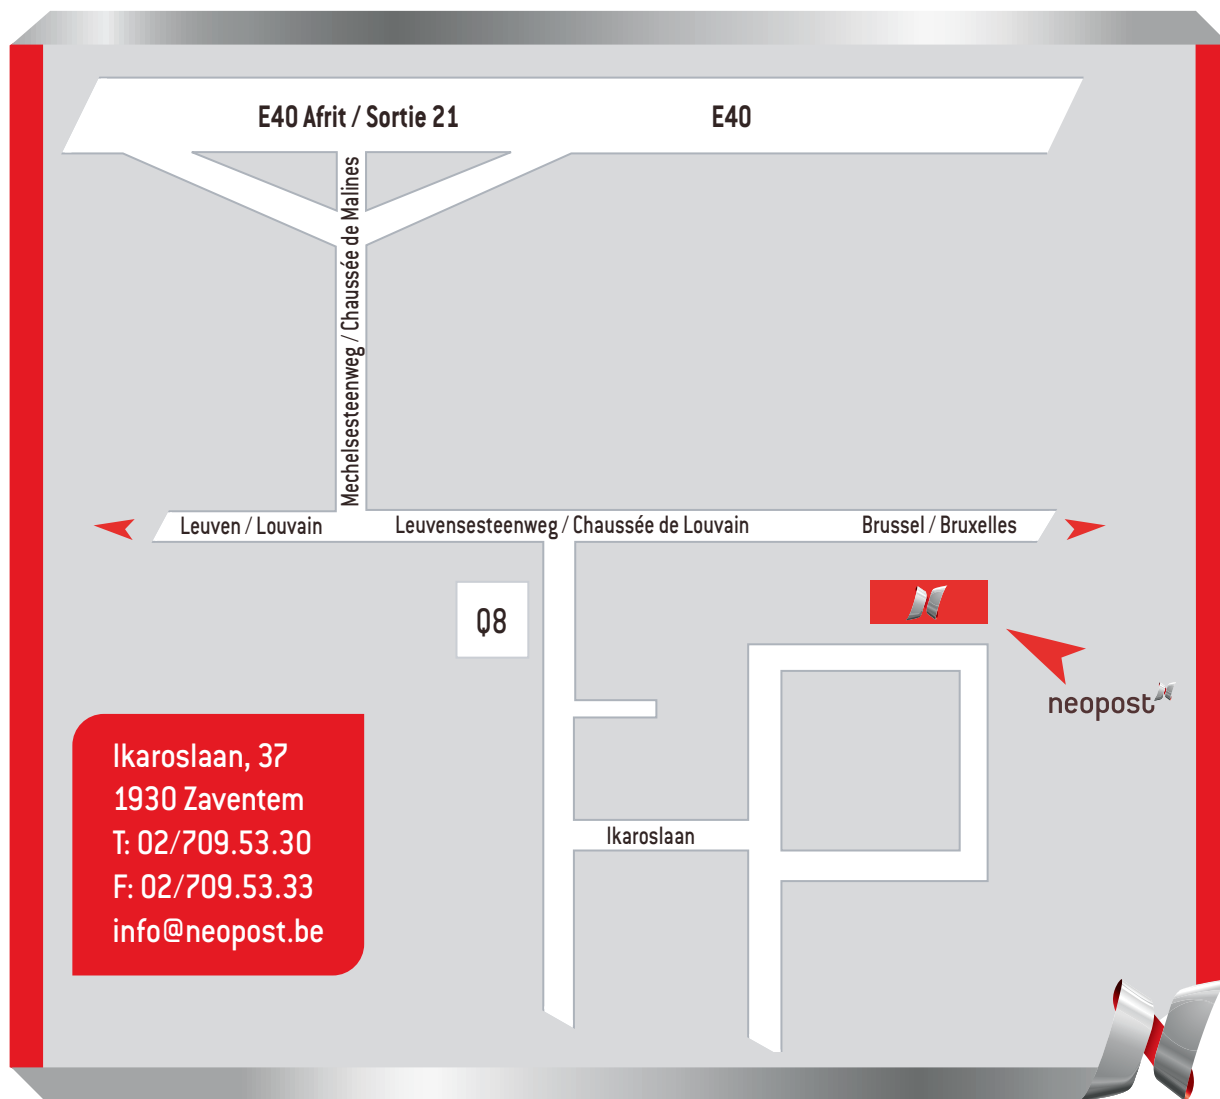 E40 Afrit / Sortie 21
E40
Mechelsesteenweg / Chaussée de Malines
Leuven / Louvain
Leuvensesteenweg / Chaussée de Louvain
Brussel / Bruxelles
Q8
neopost
Ikaroslaan, 37
1930 Zaventem
T: 02/709.53.30
F: 02/709.53.33
info@neopost.be
Ikaroslaan